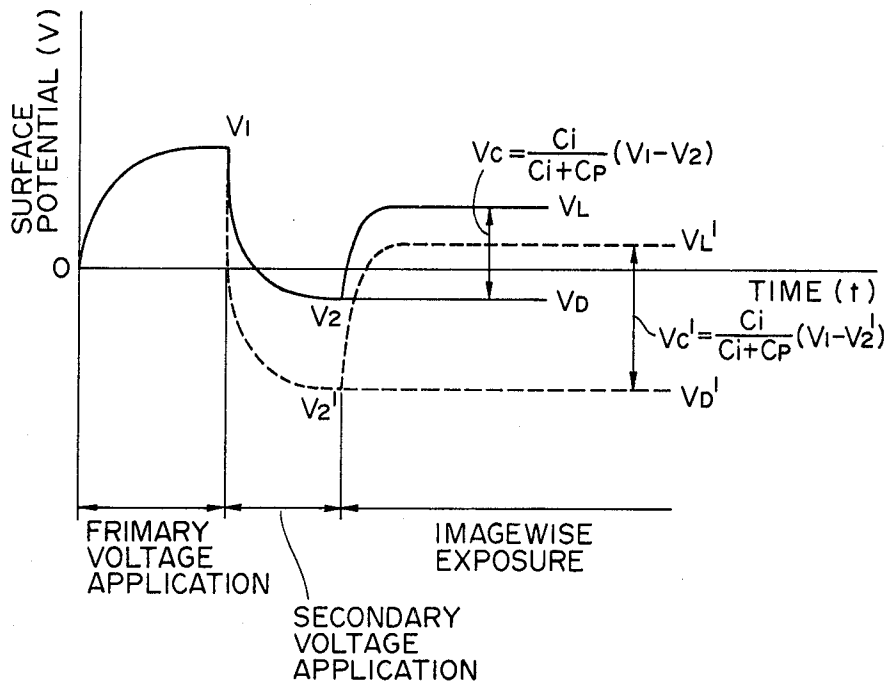 SURFACE
POTENTIAL (V)
V1
Vc = Ci/(Ci+CP) (V1-V2)
VL
VL'
O
TIME (t)
V2
VD
Vc' = Ci/(Ci+CP) (V1-V2')
V2'
VD'
FRIMARY
VOLTAGE
APPLICATION
IMAGEWISE
EXPOSURE
SECONDARY
VOLTAGE
APPLICATION